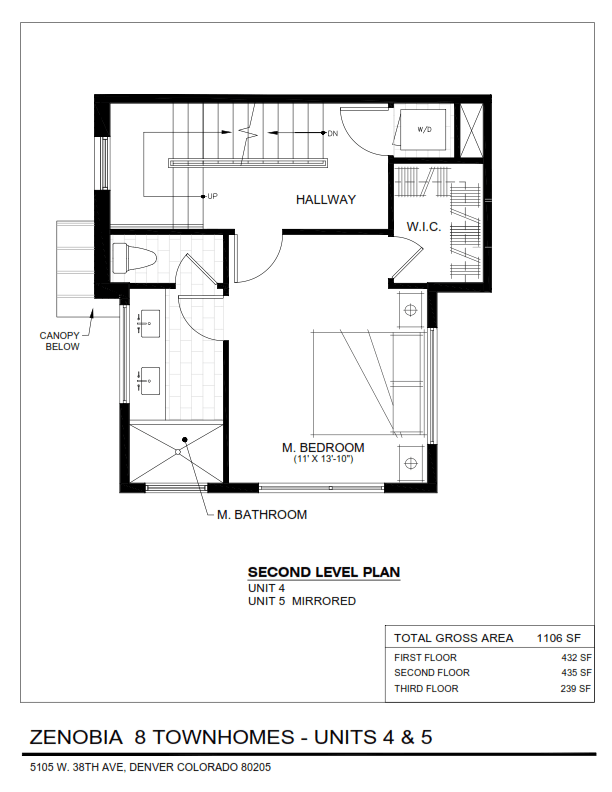 W/D
DN
UP
HALLWAY
W.I.C.
CANOPY
BELOW
M. BEDROOM
(11' X 13'-10")
M. BATHROOM
SECOND LEVEL PLAN
UNIT 4
UNIT 5 MIRRORED
TOTAL GROSS AREA 1106 SF
FIRST FLOOR 432 SF
SECOND FLOOR 435 SF
THIRD FLOOR 239 SF
ZENOBIA 8 TOWNHOMES - UNITS 4 & 5
5105 W. 38TH AVE, DENVER COLORADO 80205